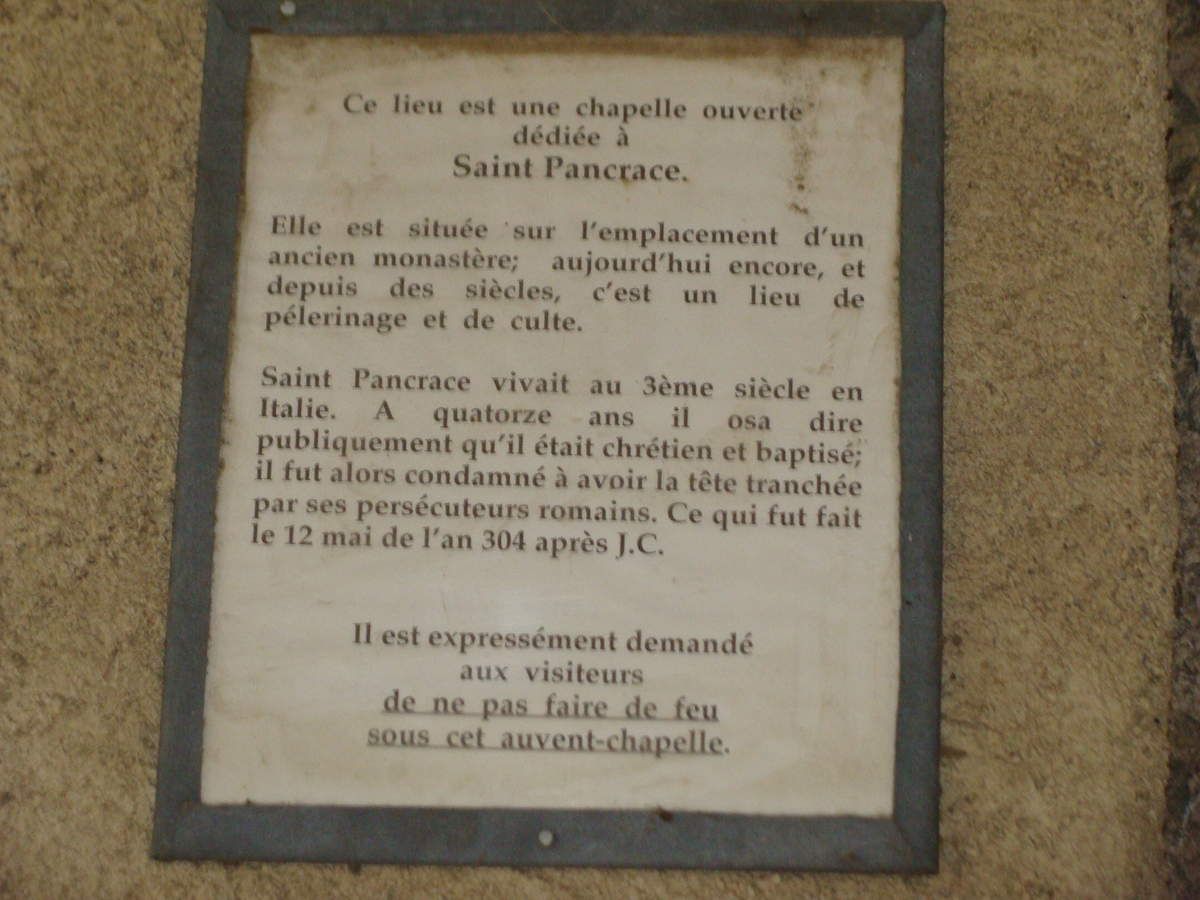 Ce lieu est une chapelle ouverte
dédiée à
Saint Pancrace.
Elle est située sur l'emplacement d'un
ancien monastère; aujourd'hui encore, et
depuis des siècles, c'est un lieu de
pélerinage et de culte.
Saint Pancrace vivait au 3ème siècle en
Italie. A quatorze ans il osa dire
publiquement qu'il était chrétien et baptisé;
il fut alors condamné à avoir la tête tranchée
par ses persécuteurs romains. Ce qui fut fait
le 12 mai de l'an 304 après J.C.
Il est expressément demandé
aux visiteurs
de ne pas faire de feu
sous cet auvent-chapelle.